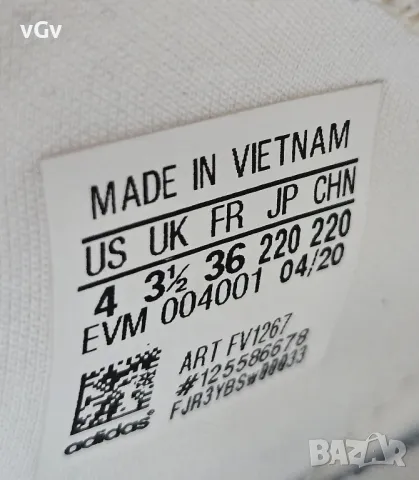 vGv
MADE IN VIETNAM
US UK FR JP CHN
4 3½ 36 220 220
EVM 004001 04/20
ART FV1267
#125586678
FJR3YBSW00033
adidas
bazar